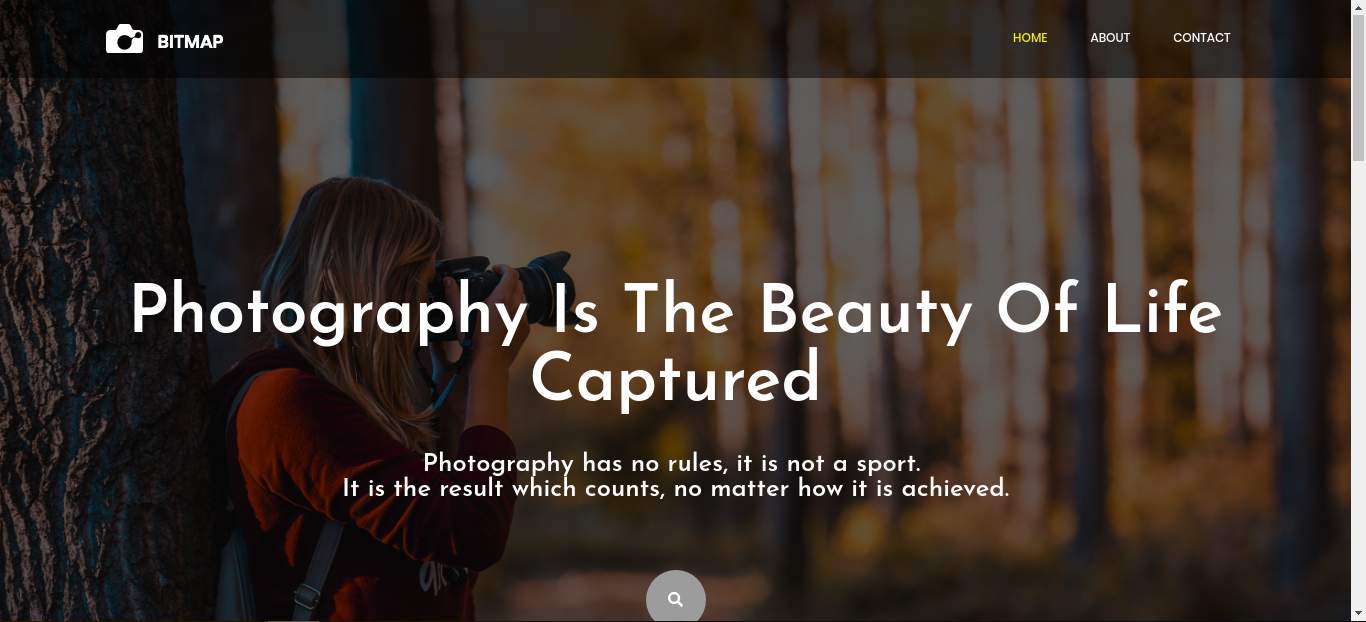 BITMAP
HOME ABOUT CONTACT
Photography Is The Beauty Of Life
Captured
Photography has no rules, it is not a sport.
It is the result which counts, no matter how it is achieved.